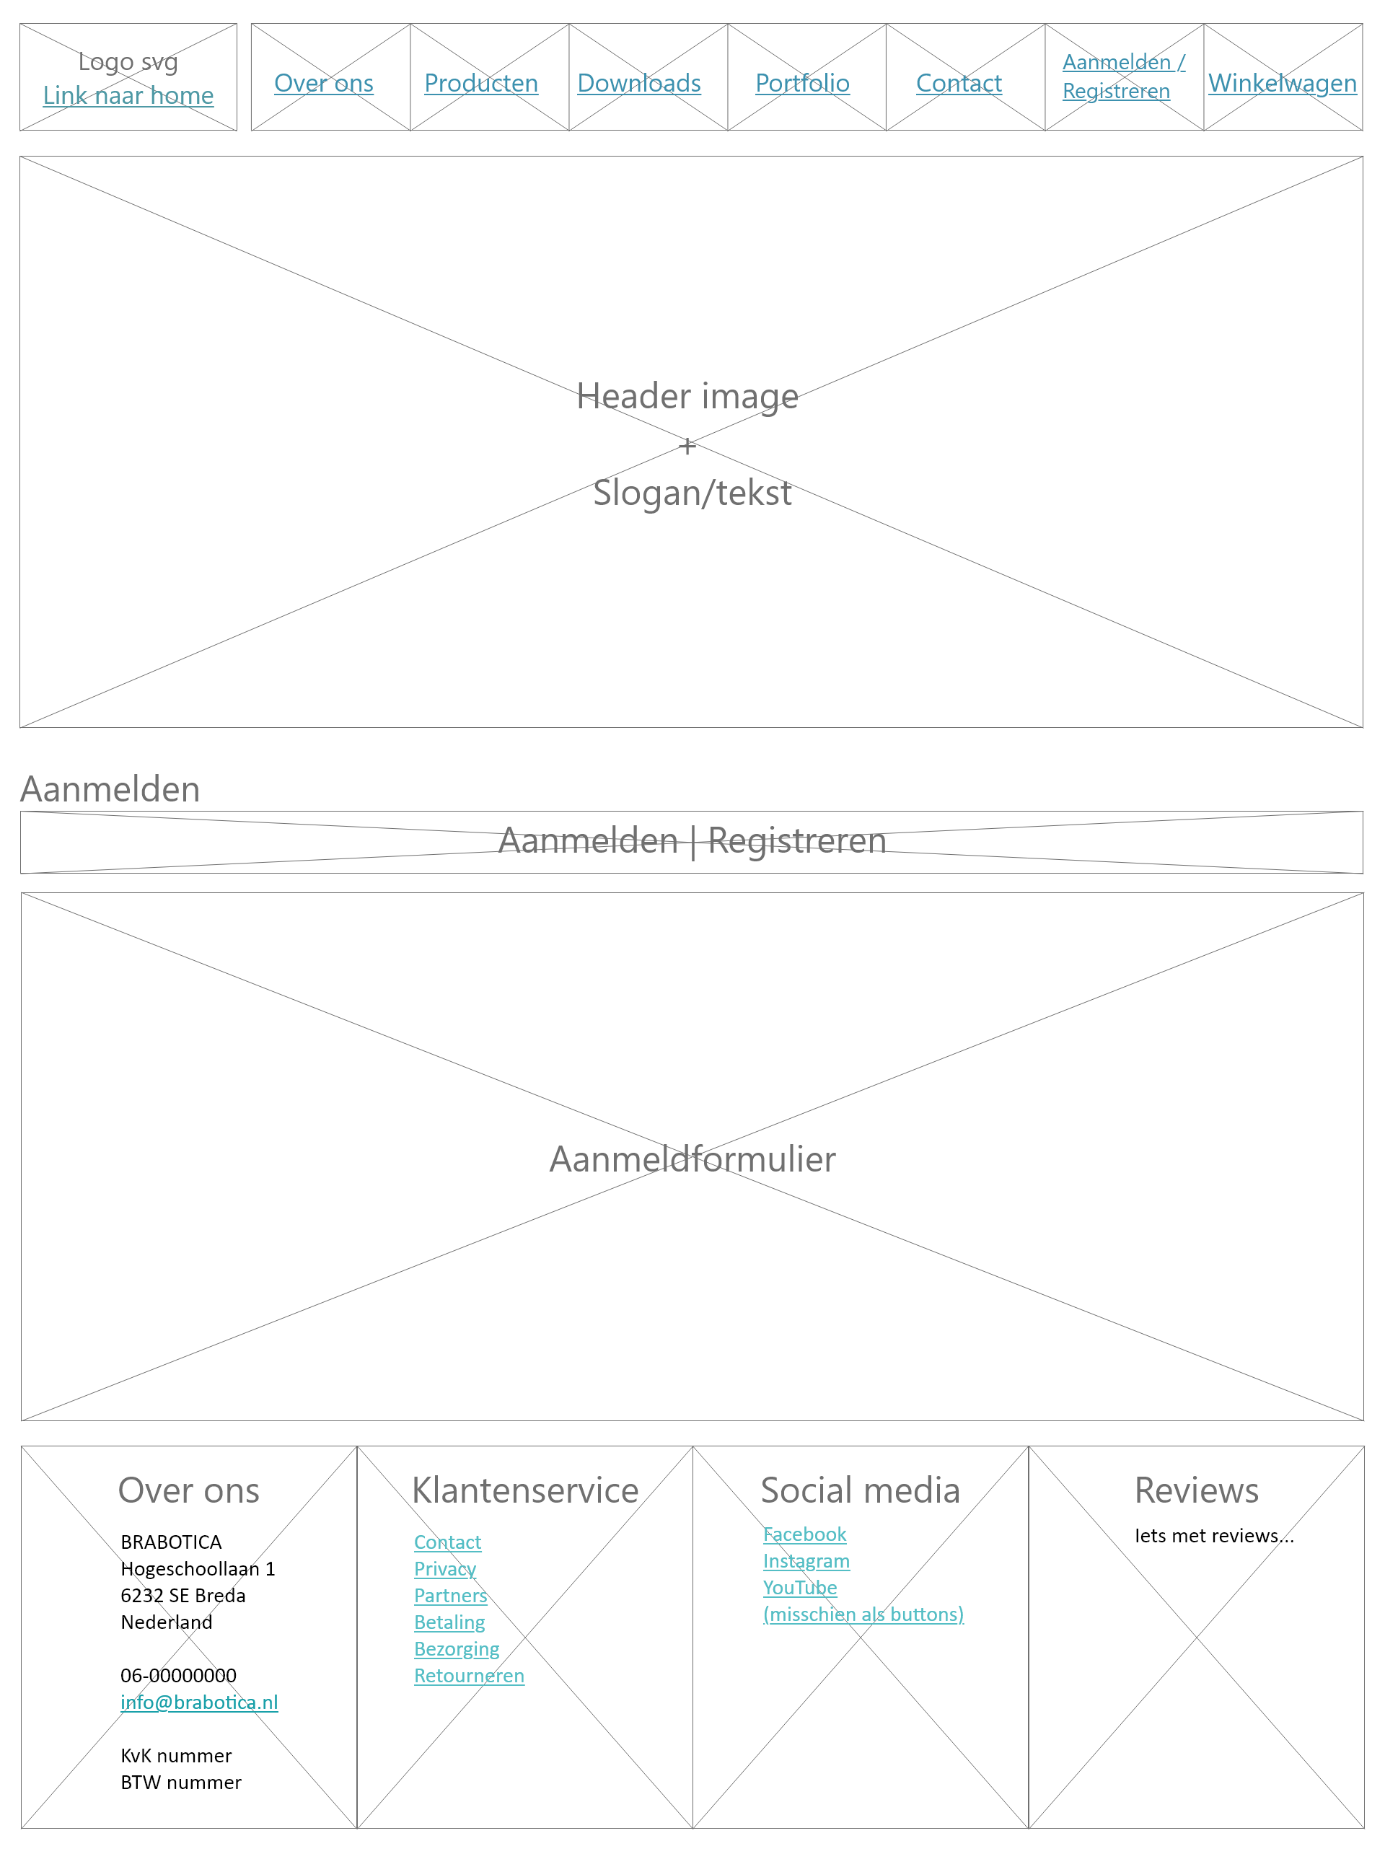 Logo svg
Link naar home
Over ons
Producten
Downloads
Portfolio
Contact
Aanmelden /
Registreren
Winkelwagen
Header image
+
Slogan/tekst
Aanmelden
Aanmelden | Registreren
Aanmeldformulier
Over ons
BRABOTICA
Hogeschoollaan 1
6232 SE Breda
Nederland
06-00000000
info@brabotica.nl
KvK nummer
BTW nummer
Klantenservice
Contact
Privacy
Partners
Betaling
Bezorging
Retourneren
Social media
Facebook
Instagram
YouTube
(misschien als buttons)
Reviews
Iets met reviews...